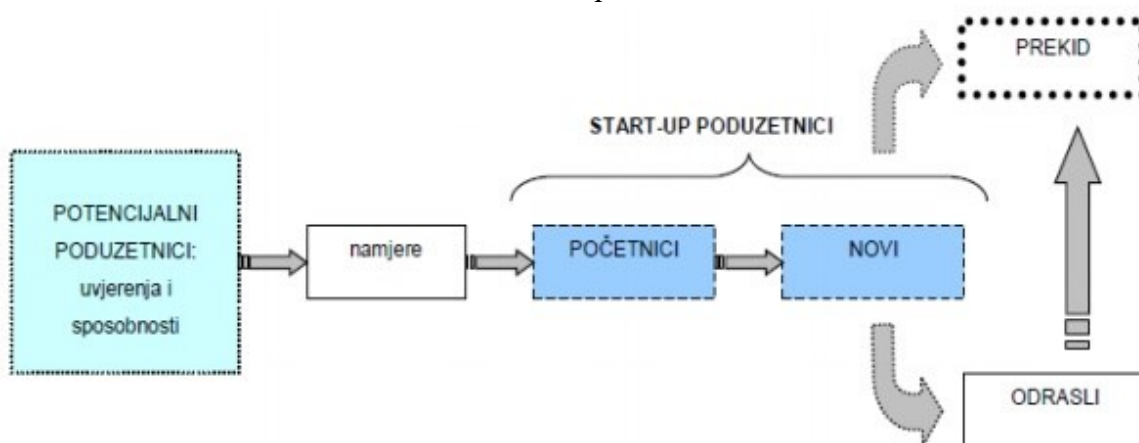 PREKID
START-UP PODUZETNICI
POTENCIJALNI
PODUZETNICI:
uvjerenja i
sposobnosti
namjere
POČETNICI
NOVI
ODRASLI